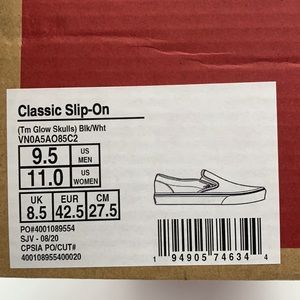 Classic Slip-On
(Tm Glow Skulls) Blk/Wht
VN0A5AO85C2
9.5 US MEN
11.0 US WOMEN
UK EUR CM
8.5 42.5 27.5
PO#4001089554
SJV - 08/20
CPSIA PO/CUT#
400108955400020
1 94905 74634 4